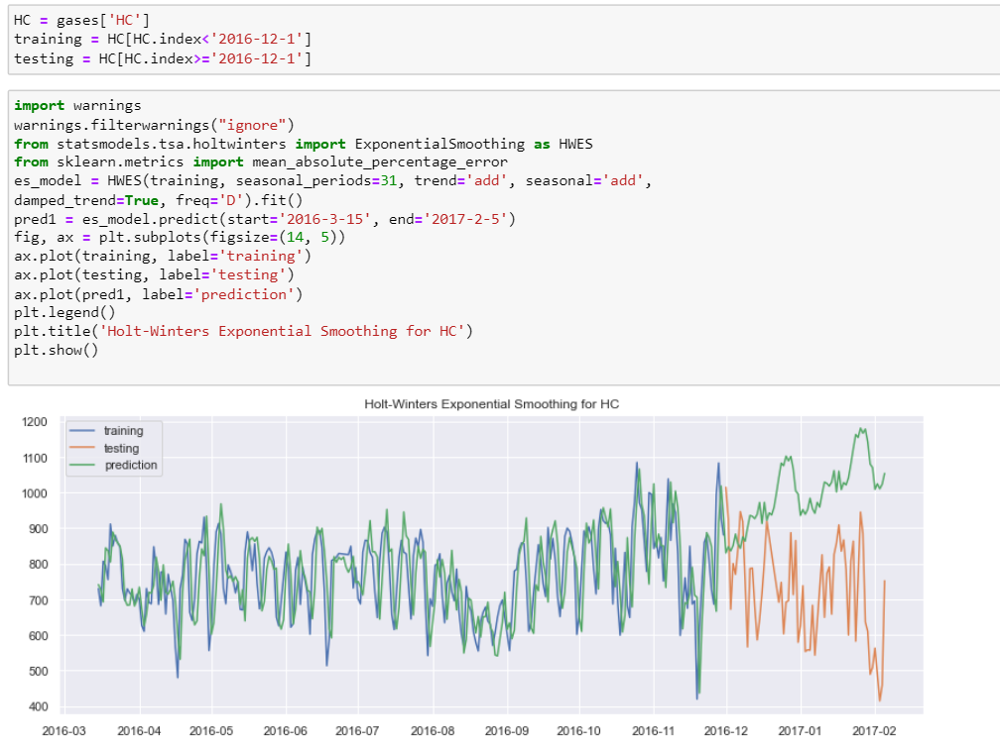 HC = gases['HC']
training = HC[HC.index<'2016-12-1']
testing = HC[HC.index>='2016-12-1']
import warnings
warnings.filterwarnings("ignore")
from statsmodels.tsa.holtwinters import ExponentialSmoothing as HWES
from sklearn.metrics import mean_absolute_percentage_error
es_model = HWES(training, seasonal_periods=31, trend='add', seasonal='add',
damped_trend=True, freq='D').fit()
pred1 = es_model.predict(start='2016-3-15', end='2017-2-5')
fig, ax = plt.subplots(figsize=(14, 5))
ax.plot(training, label='training')
ax.plot(testing, label='testing')
ax.plot(pred1, label='prediction')
plt.legend()
plt.title('Holt-Winters Exponential Smoothing for HC')
plt.show()
Holt-Winters Exponential Smoothing for HC
training
testing
prediction
1200
1100
1000
900
800
700
600
500
400
2016-03 2016-04 2016-05 2016-06 2016-07 2016-08 2016-09 2016-10 2016-11 2016-12 2017-01 2017-02